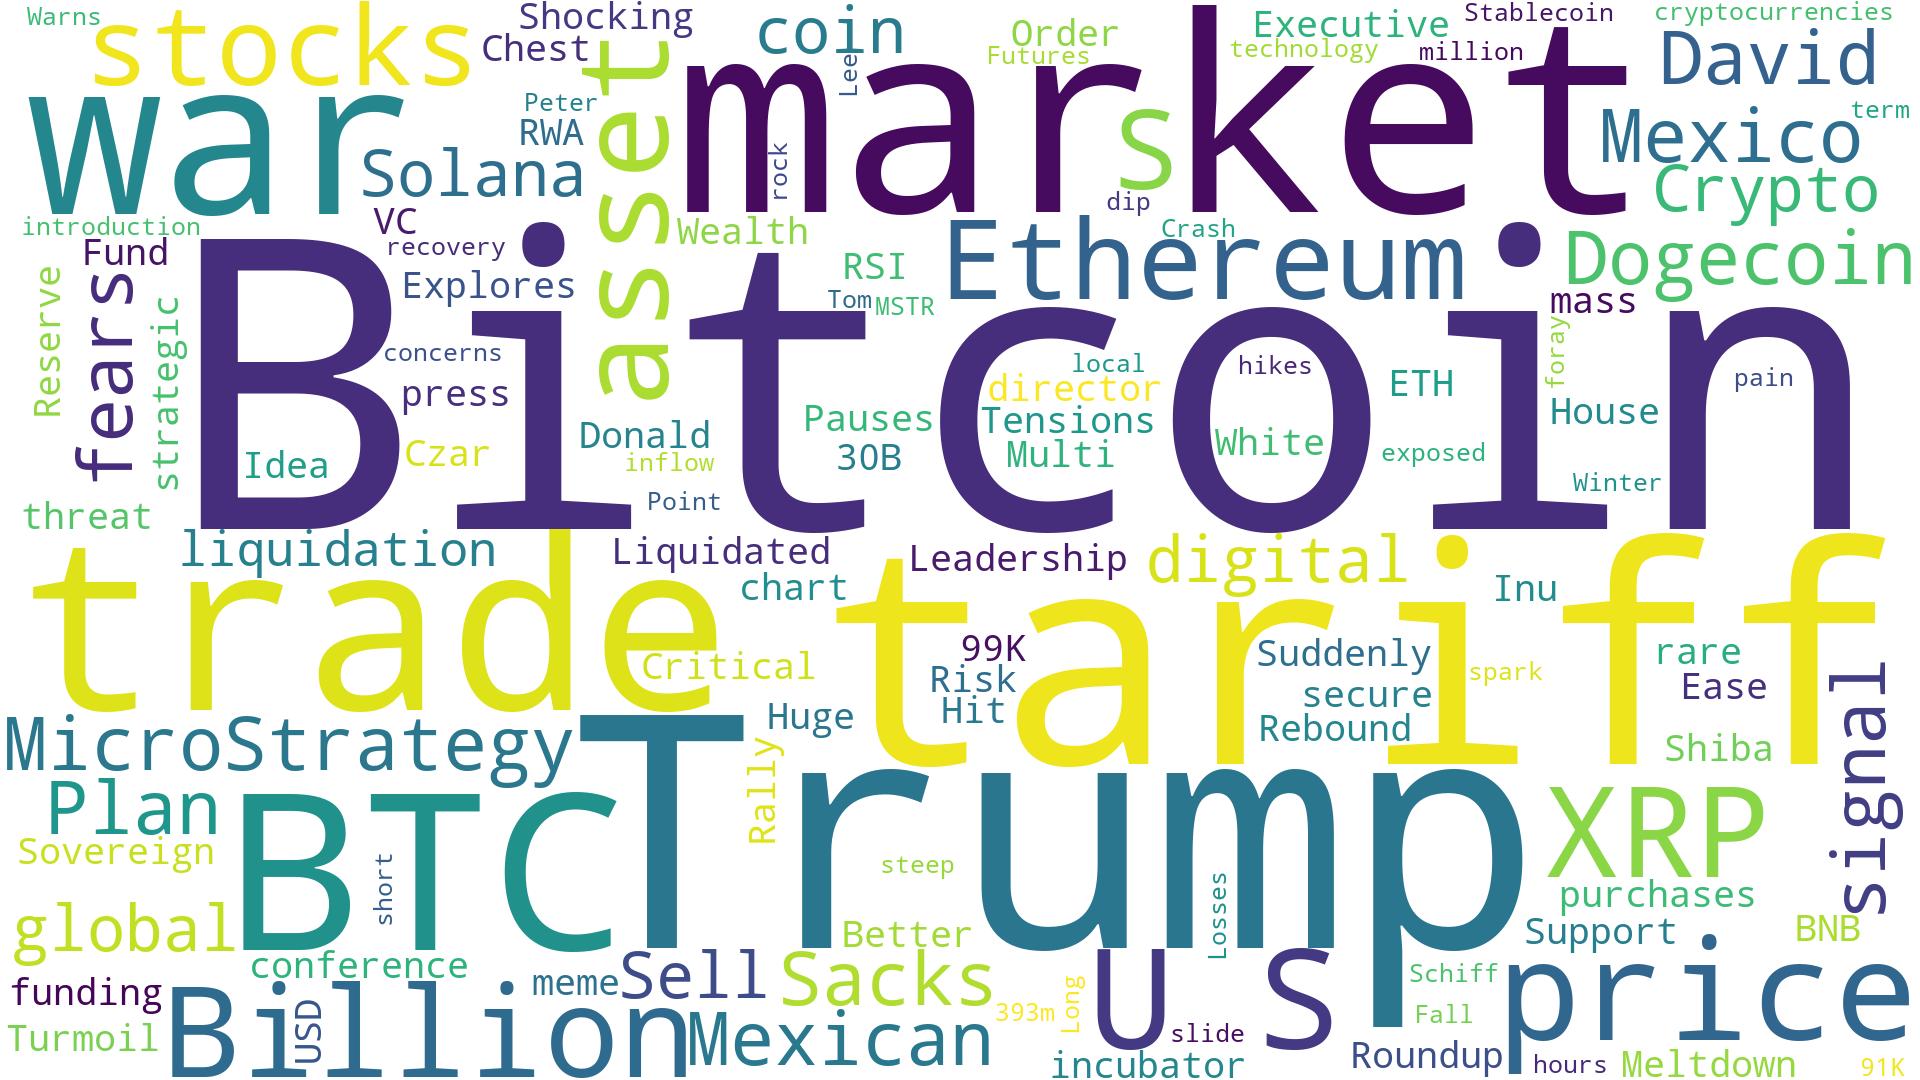 Warns
stocks
Shocking
Chest
coin
Lee
Order
Futures
Executive
technology
Stablecoin
million
cryptocurrencies
David
war
Peter
RWA
asset
market
rock
S
dip
Mexico
term
Solana
Crypto
introduction
VC
Fund
recovery
Wealth
Crash
Ethereum
Dogecoin
Reserve
fears
strategic
Explores
RSI
Tom
MSTR
mass
Bitcoin
concerns
press
local
director
hikes
ETH
foray
pain
House
Idea
Czar
Donald
inflow
Pauses
30B
Tensions
Multi
White
exposed
Winter
Point
threat
liquidation
Liquidated
Leadership
digital
chart
Inu
trade
tariff
Critical
99K
Risk
Hit
Suddenly
secure
Rebound
spark
rare
Ease
Shiba
signal
MicroStrategy
Huge
Rally
Trump
Plan
BTC
short
Sovereign
steep
Losses
XRP
purchases
global
Better
Support
BNB
conference
meme
Sell
Sacks
393m
Long
U S
Schiff
Fall
price
funding
Turmoil
Billion
USD
Mexican
slide
incubator
Roundup
hours
Meltdown
91K